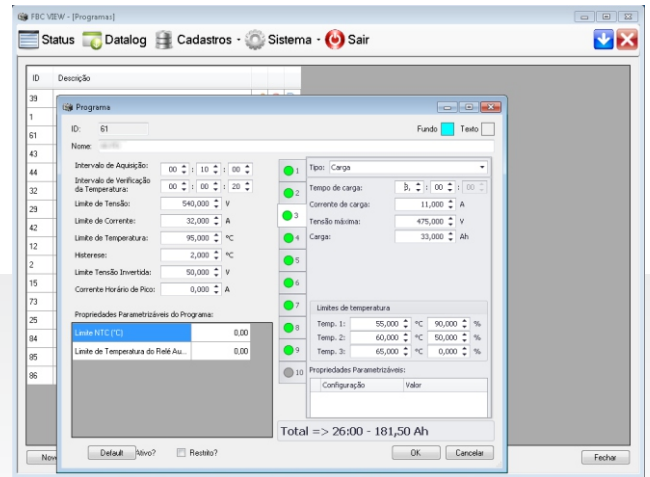 FBC VIEW - [Programas]
Status Datalog Cadastros - Sistema - Sair
ID Descrição
39
1
61
43
44
32
29
42
12
2
15
73
25
84
85
86
Programa
ID: 61
Fundo Texto
Nome:
Intervalo de Aquisição: 00 : 10 : 00
Intervalo de Verificação da Temperatura: 00 : 00 : 20
Limite de Tensão: 540,000 V
Limite de Corrente: 32,000 A
Limite de Temperatura: 95,000 ºC
Histerese: 2,000 ºC
Limite Tensão Invertida: 50,000 V
Corrente Horário de Pico: 0,000 A
Propriedades Parametrizáveis do Programa:
Limite NTC (°C) 0,00
Limite de Temperatura do Relé Au... 0,00
1
2
3
4
5
6
7
8
9
10
Tipo: Carga
Tempo de carga: 3, : 00 : 00
Corrente de carga: 11,000 A
Tensão máxima: 475,000 V
Carga: 33,000 Ah
Limites de temperatura
Temp. 1: 55,000 ºC 90,000 %
Temp. 2: 60,000 ºC 50,000 %
Temp. 3: 65,000 ºC 0,000 %
Propriedades Parametrizáveis:
Configuração Valor
Total => 26:00 - 181,50 Ah
Default Ativo? Restrito?
OK Cancelar
Nov
Fechar